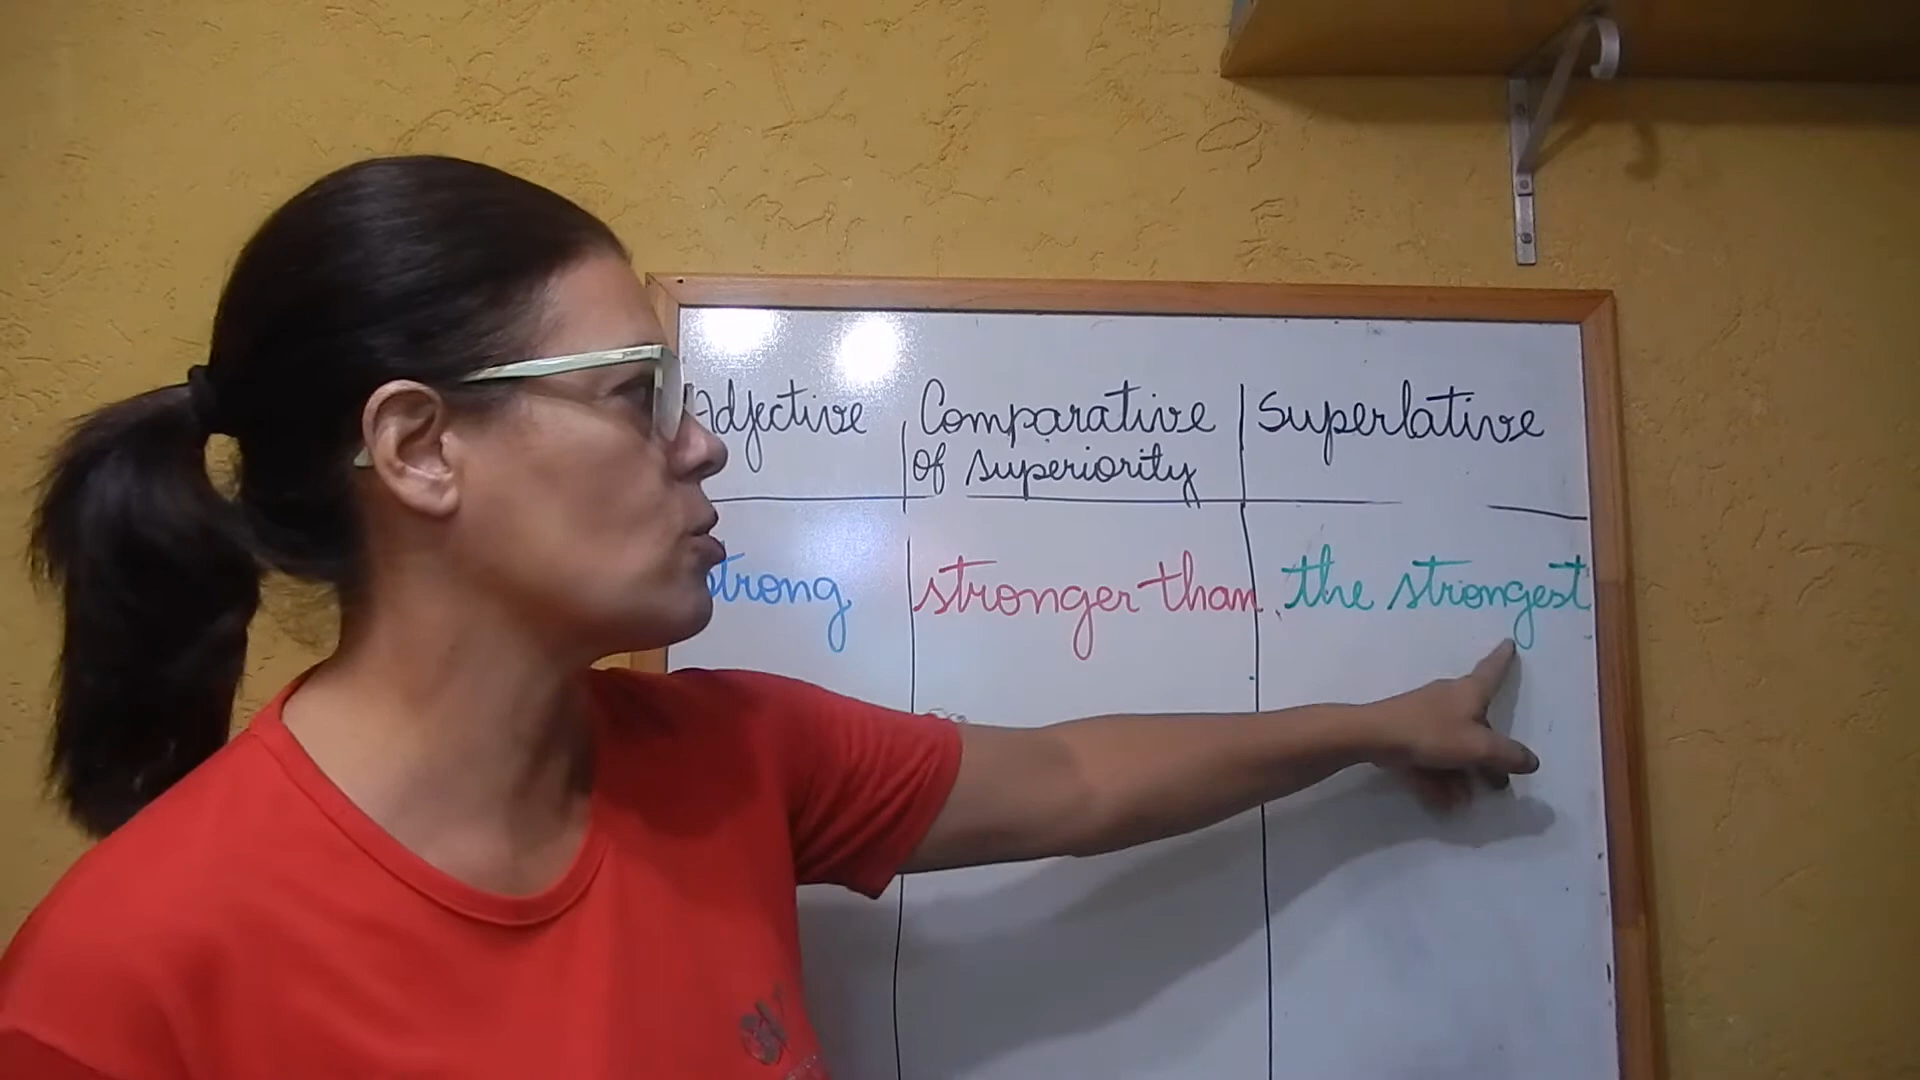 Adjective
Comparative
of superiority
Superlative
strong
stronger than
the strongest